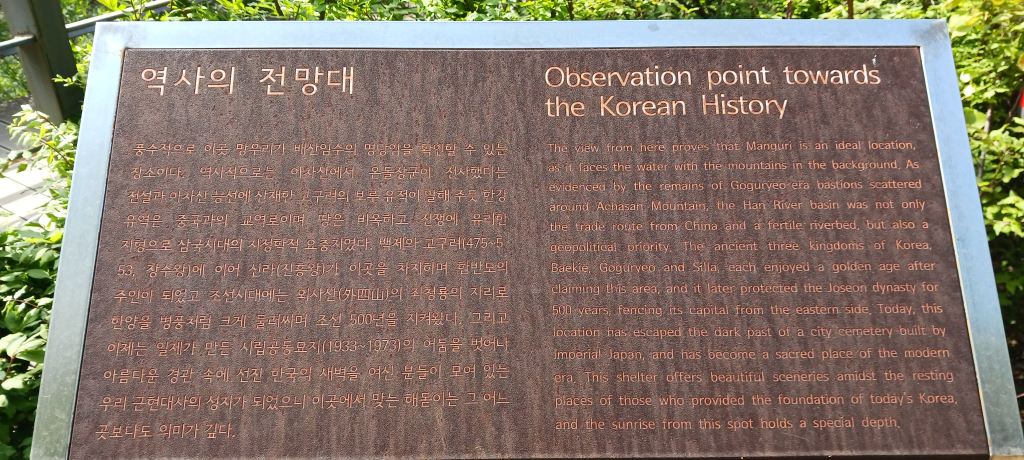 역사의 전망대
풍수적으로 이곳 망우리가 배산임수의 명당임을 확인할 수 있는
장소이다. 역사적으로는 아차산에서 온돌장군이 전사했다는
전설과 아차산 능선에 산재한 고구려의 보루 유적이 말해 주듯 한강
유역은 중국과의 교역로이며 땅은 비옥하고 전쟁에 유리한
지형으로 삼국시대의 지정학적 요충지였다. 백제와 고구려(475~5
53, 장수왕)에 이어 신라(진흥왕)가 이곳을 차지하며 한반도의
주인이 되었고 조선시대에는 외사산(外四山)의 좌청룡의 자리로
한양을 병풍처럼 크게 둘러싸며 조선 500년을 지켜왔다. 그리고
이제는 일제가 만든 시립공동묘지(1933~1973)의 어둠을 벗어나
아름다운 경관 속에 선진 한국의 새벽을 여신 분들이 모여 있는
우리 근현대사의 성지가 되었으니 이곳에서 맞는 해돋이는 그 어느
곳보다도 의미가 깊다.
Observation point towards
the Korean History
The view from here proves that Manguri is an ideal location,
as it faces the water with the mountains in the background. As
evidenced by the remains of Goguryeo-era bastions scattered
around Achasan Mountain, the Han River basin was not only
the trade route from China and a fertile riverbed, but also a
geopolitical priority. The ancient three kingdoms of Korea,
Baekje, Goguryeo and Silla, each enjoyed a golden age after
claiming this area, and it later protected the Joseon dynasty for
500 years, fencing its capital from the eastern side. Today, this
location has escaped the dark past of a city cemetery built by
Imperial Japan, and has become a sacred place of the modern
era. This shelter offers beautiful sceneries amidst the resting
places of those who provided the foundation of today's Korea,
and the sunrise from this spot holds a special depth.